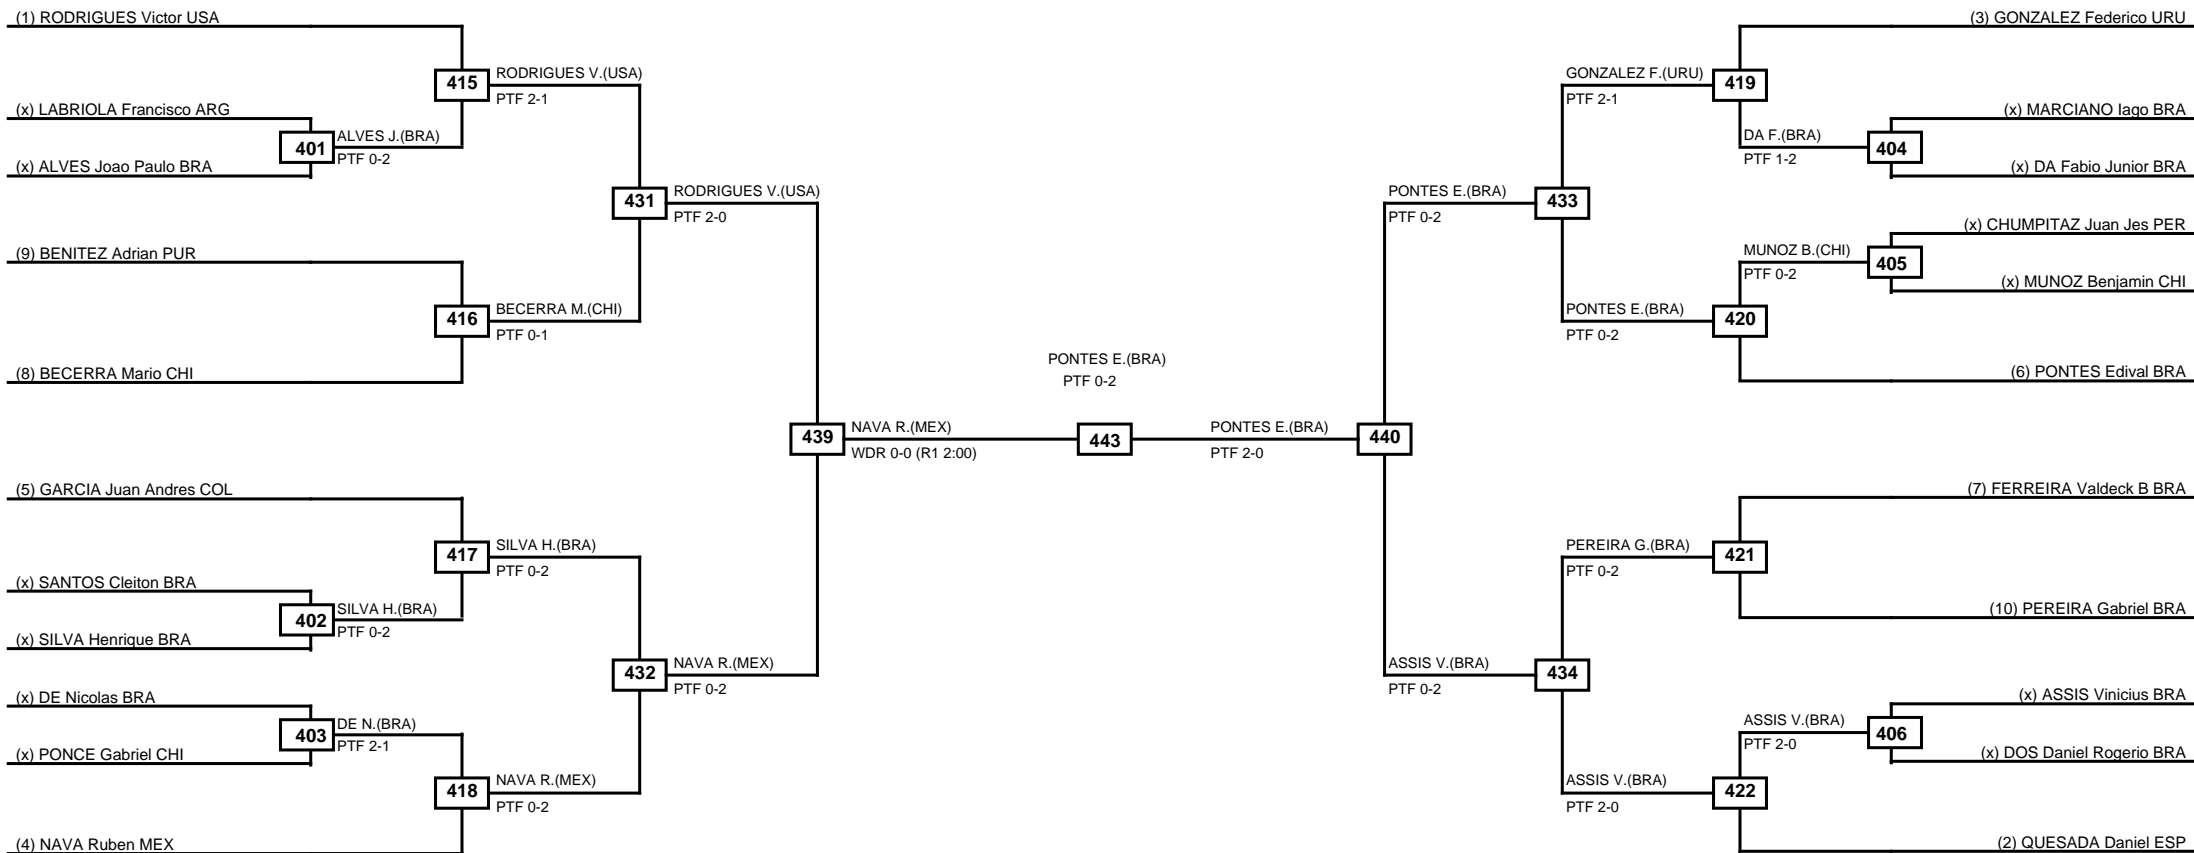 (1) RODRIGUES Victor USA
(x) LABRIOLA Francisco ARG
(x) ALVES Joao Paulo BRA
(9) BENITEZ Adrian PUR
(8) BECERRA Mario CHI
(5) GARCIA Juan Andres COL
(x) SANTOS Cleiton BRA
(x) SILVA Henrique BRA
(x) DE Nicolas BRA
(x) PONCE Gabriel CHI
(4) NAVA Ruben MEX
401
ALVES J.(BRA)
PTF 0-2
402
SILVA H.(BRA)
PTF 0-2
403
DE N.(BRA)
PTF 2-1
415
RODRIGUES V.(USA)
PTF 2-1
416
BECERRA M.(CHI)
PTF 0-1
417
SILVA H.(BRA)
PTF 0-2
418
NAVA R.(MEX)
PTF 0-2
431
RODRIGUES V.(USA)
PTF 2-0
432
NAVA R.(MEX)
PTF 0-2
439
NAVA R.(MEX)
WDR 0-0 (R1 2:00)
PONTES E.(BRA)
PTF 0-2
443
PONTES E.(BRA)
PTF 2-0
440
PONTES E.(BRA)
PTF 0-2
433
ASSIS V.(BRA)
PTF 0-2
434
GONZALEZ F.(URU)
PTF 2-1
419
PONTES E.(BRA)
PTF 0-2
420
PEREIRA G.(BRA)
PTF 0-2
421
ASSIS V.(BRA)
PTF 2-0
422
DA F.(BRA)
PTF 1-2
404
MUNOZ B.(CHI)
PTF 0-2
405
ASSIS V.(BRA)
PTF 2-0
406
(3) GONZALEZ Federico URU
(x) MARCIANO Iago BRA
(x) DA Fabio Junior BRA
(x) CHUMPITAZ Juan Jes PER
(x) MUNOZ Benjamin CHI
(6) PONTES Edival BRA
(7) FERREIRA Valdeck B BRA
(10) PEREIRA Gabriel BRA
(x) ASSIS Vinicius BRA
(x) DOS Daniel Rogerio BRA
(2) QUESADA Daniel ESP